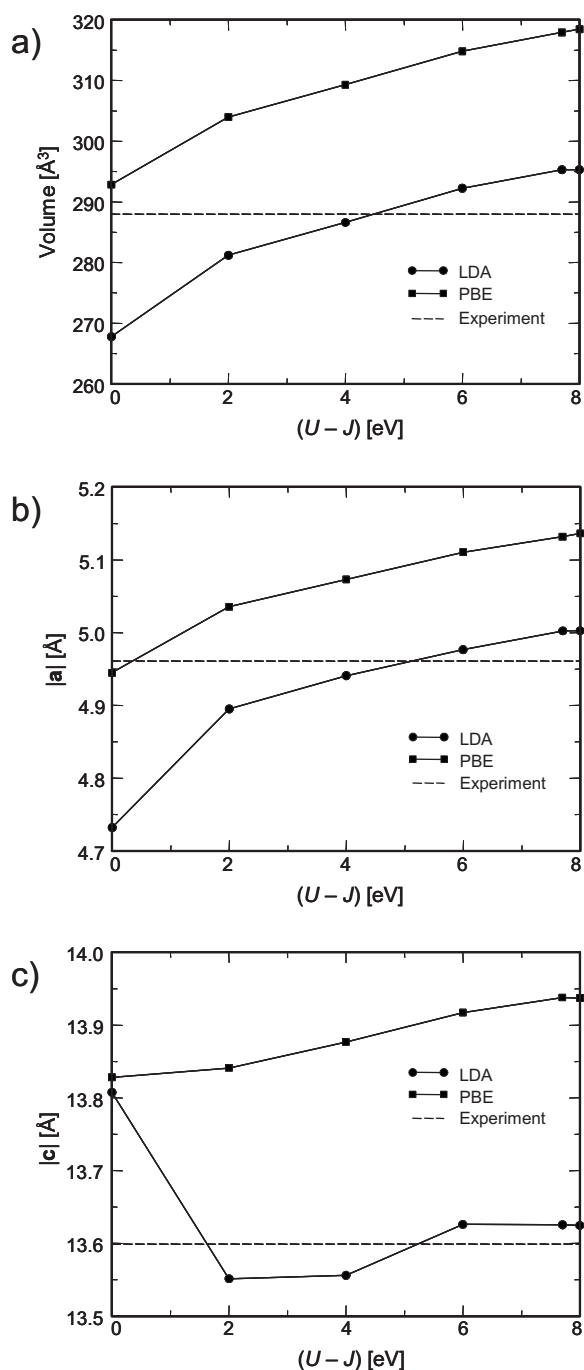 a)
320
310
300
290
280
270
260
Volume [Å³]
LDA
PBE
Experiment
0 2 4 6 8
(U – J) [eV]
b)
5.2
5.1
5.0
4.9
4.8
4.7
|a| [Å]
LDA
PBE
Experiment
0 2 4 6 8
(U – J) [eV]
c)
14.0
13.9
13.8
13.7
13.6
13.5
|c| [Å]
LDA
PBE
Experiment
0 2 4 6 8
(U – J) [eV]